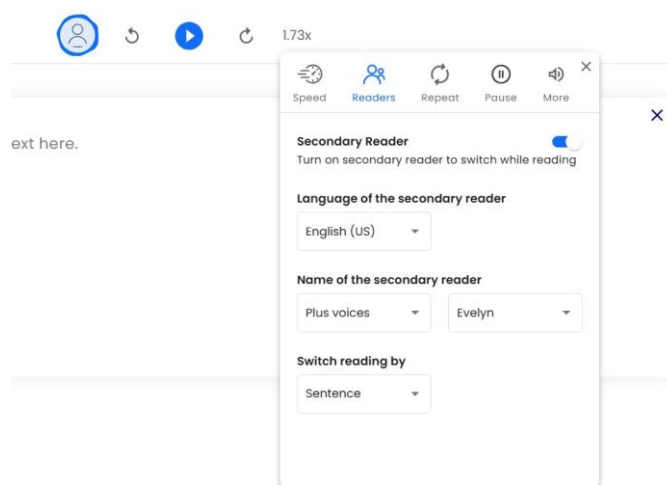 1.73x
Speed Readers Repeat Pause More
ext here.
Secondary Reader
Turn on secondary reader to switch while reading
Language of the secondary reader
English (US)
Name of the secondary reader
Plus voices Evelyn
Switch reading by
Sentence